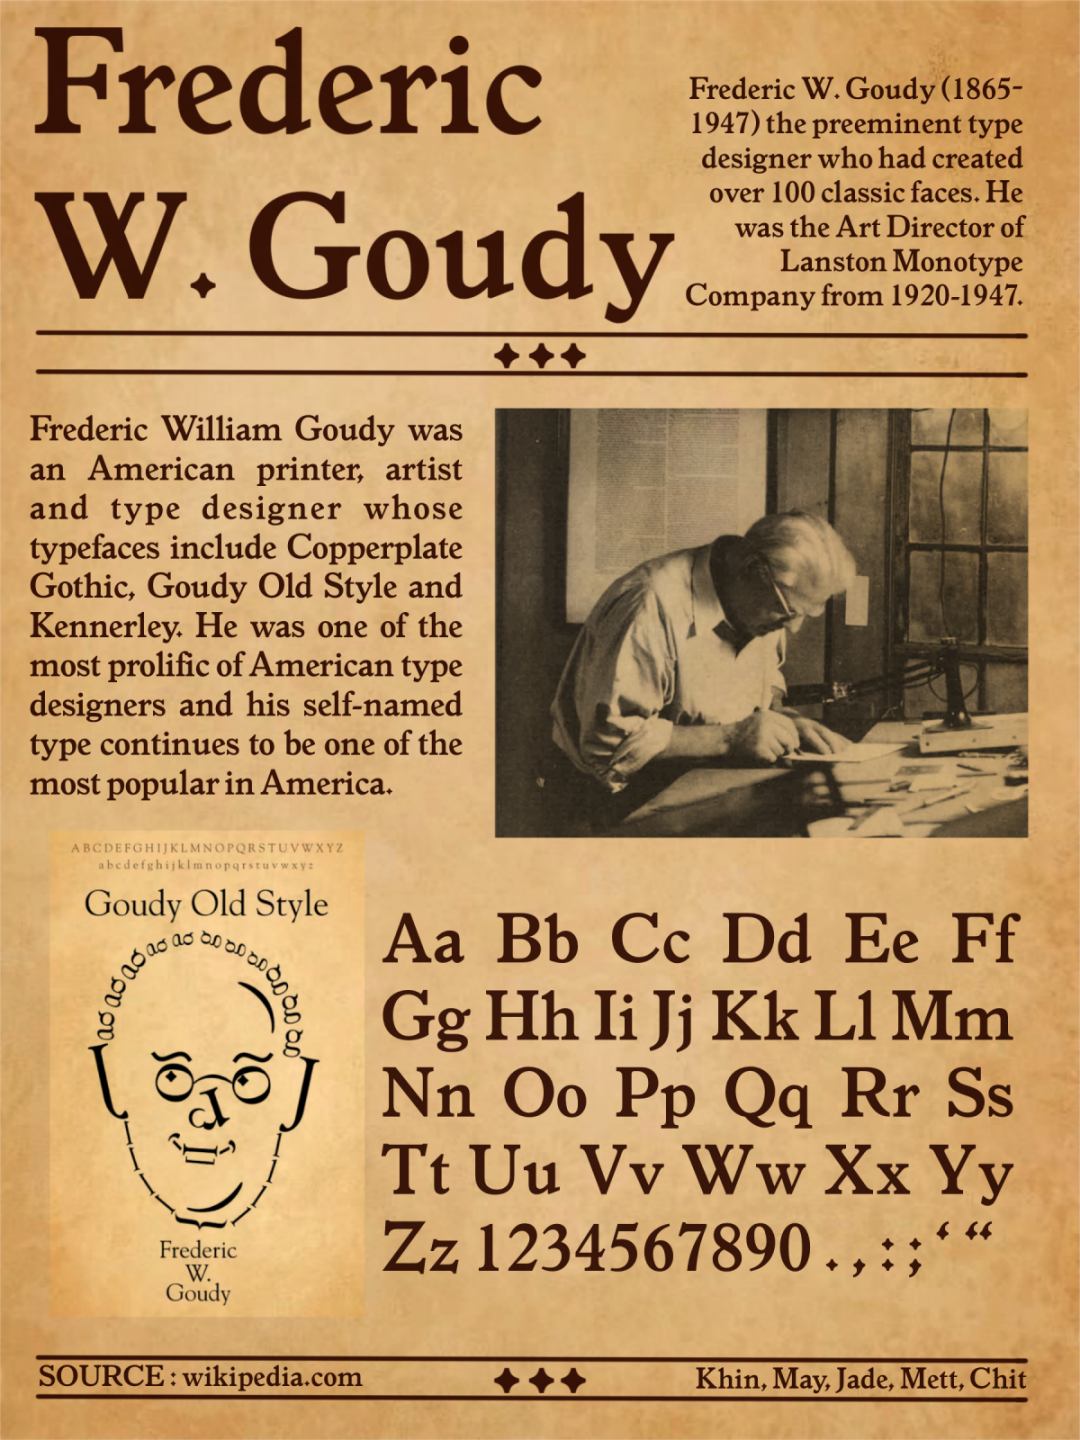 Frederic
W. Goudy
Frederic W. Goudy (1865-
1947) the preeminent type
designer who had created
over 100 classic faces. He
was the Art Director of
Lanston Monotype
Company from 1920-1947.
Frederic William Goudy was
an American printer, artist
and type designer whose
typefaces include Copperplate
Gothic, Goudy Old Style and
Kennerley. He was one of the
most prolific of American type
designers and his self-named
type continues to be one of the
most popular in America.
ABCDEFGHIJKLMNOPQRSTUVWXYZ
abcdefghijklmnopqrstuvwxyz
Goudy Old Style
Frederic
W.
Goudy
Aa Bb Cc Dd Ee Ff
Gg Hh Ii Jj Kk Ll Mm
Nn Oo Pp Qq Rr Ss
Tt Uu Vv Ww Xx Yy
Zz 1234567890 . , : ; ‘ “
SOURCE : wikipedia.com
Khin, May, Jade, Mett, Chit